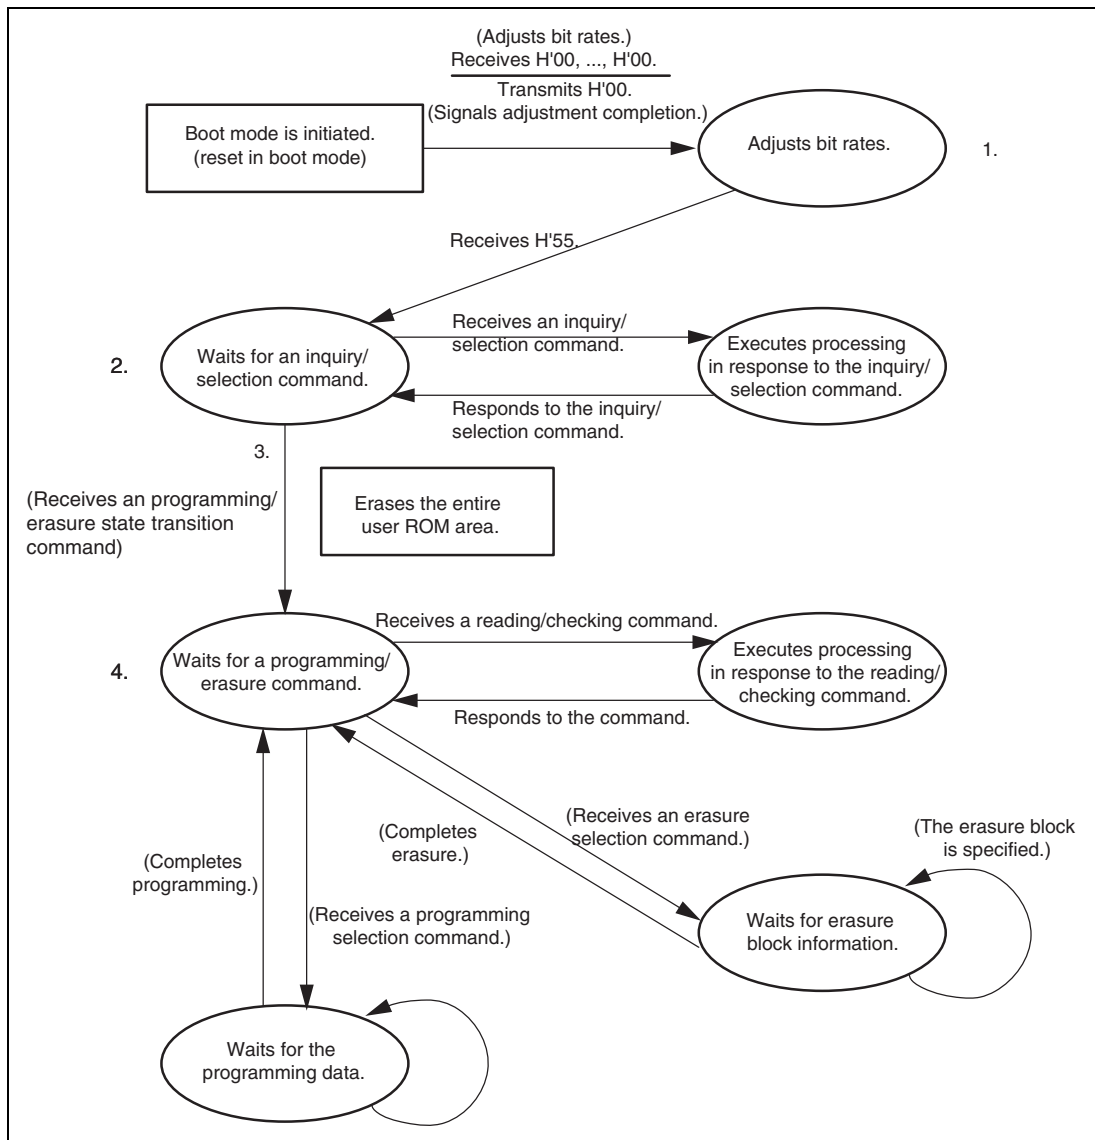 (Adjusts bit rates.)
Receives H'00, ..., H'00.
Transmits H'00.
(Signals adjustment completion.)
Boot mode is initiated.
(reset in boot mode)
Adjusts bit rates.
1.
Receives H'55.
2.
Waits for an inquiry/
selection command.
Receives an inquiry/
selection command.
Executes processing
in response to the inquiry/
selection command.
Responds to the inquiry/
selection command.
3.
(Receives an programming/
erasure state transition
command)
Erases the entire
user ROM area.
4.
Waits for a programming/
erasure command.
Receives a reading/checking command.
Executes processing
in response to the reading/
checking command.
Responds to the command.
(Completes
programming.)
(Receives a programming
selection command.)
(Completes
erasure.)
(Receives an erasure
selection command.)
(The erasure block
is specified.)
Waits for erasure
block information.
Waits for the
programming data.